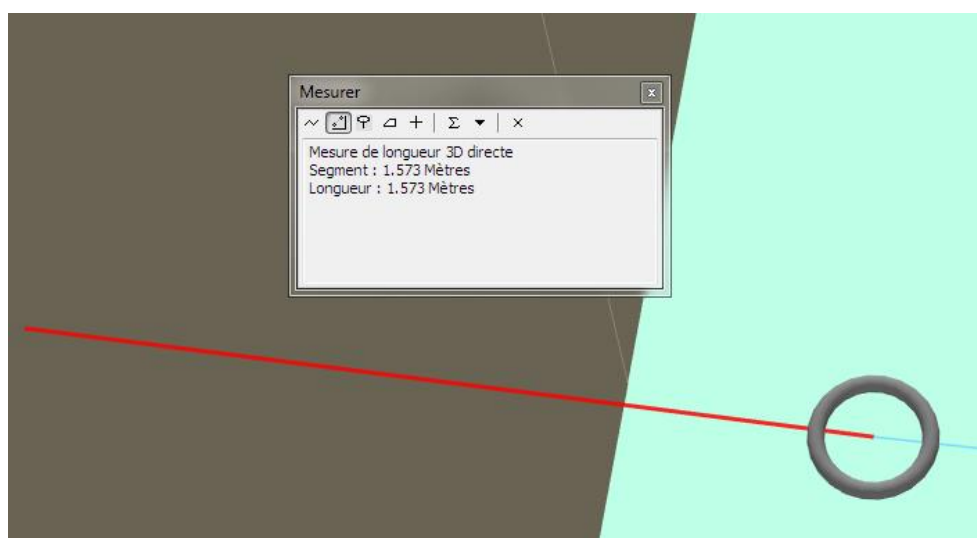 Mesurer
Mesure de longueur 3D directe
Segment : 1.573 Mètres
Longueur : 1.573 Mètres